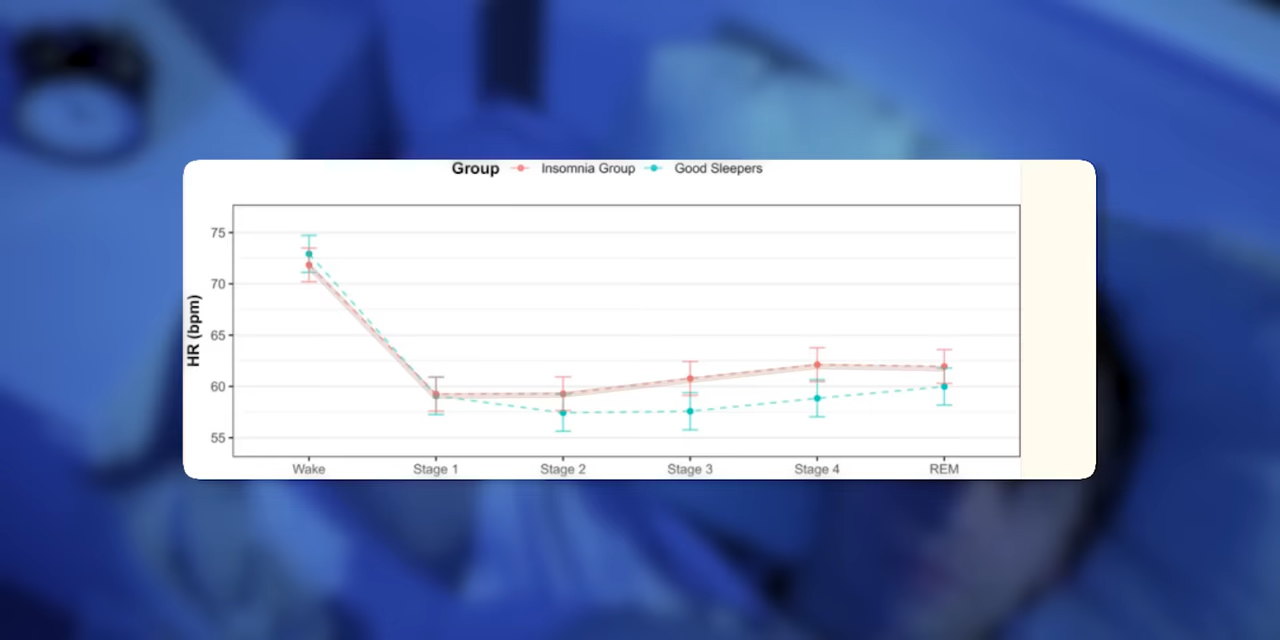 Group Insomnia Group Good Sleepers
75
70
65
60
55
HR (bpm)
Wake Stage 1 Stage 2 Stage 3 Stage 4 REM